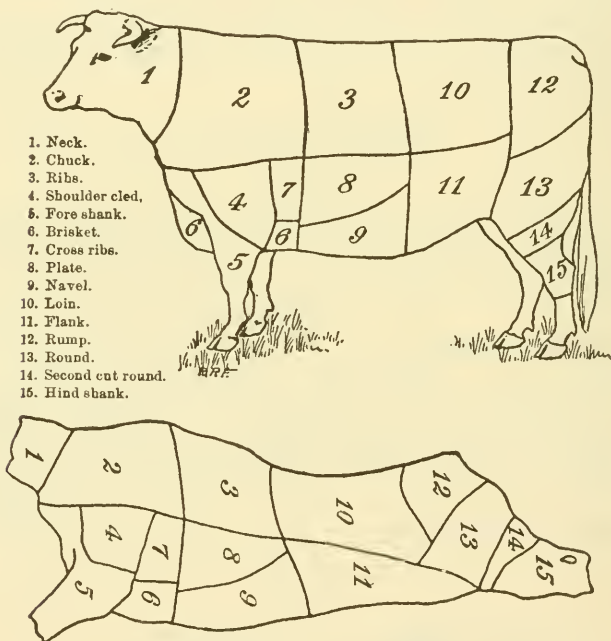 1
2
3
10
12
1. Neck.
2. Chuck.
3. Ribs.
4. Shoulder clod,
5. Fore shank.
6. Brisket.
7. Cross ribs.
8. Plate.
9. Navel.
10. Loin.
11. Flank.
12. Rump.
13. Round.
14. Second cut round.
15. Hind shank.
6
4
7
8
11
13
6
9
14
5
15
1
2
3
10
12
4
7
8
13
14
5
6
9
11
15